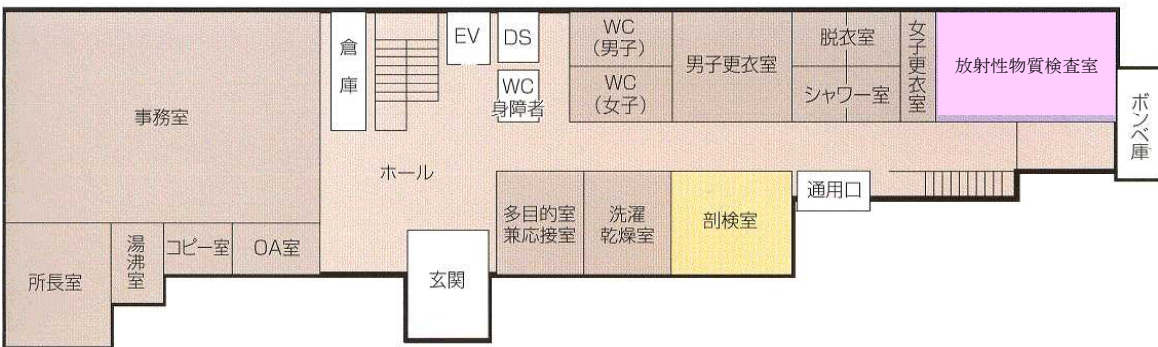 事務室
倉庫
EV
DS
WC
身障者
WC
(男子)
WC
(女子)
男子更衣室
脱衣室
シャワー室
女子更衣室
放射性物質検査室
ボンベ庫
ホール
所長室
湯沸室
コピー室
OA室
玄関
多目的室
兼応接室
洗濯
乾燥室
剖検室
通用口